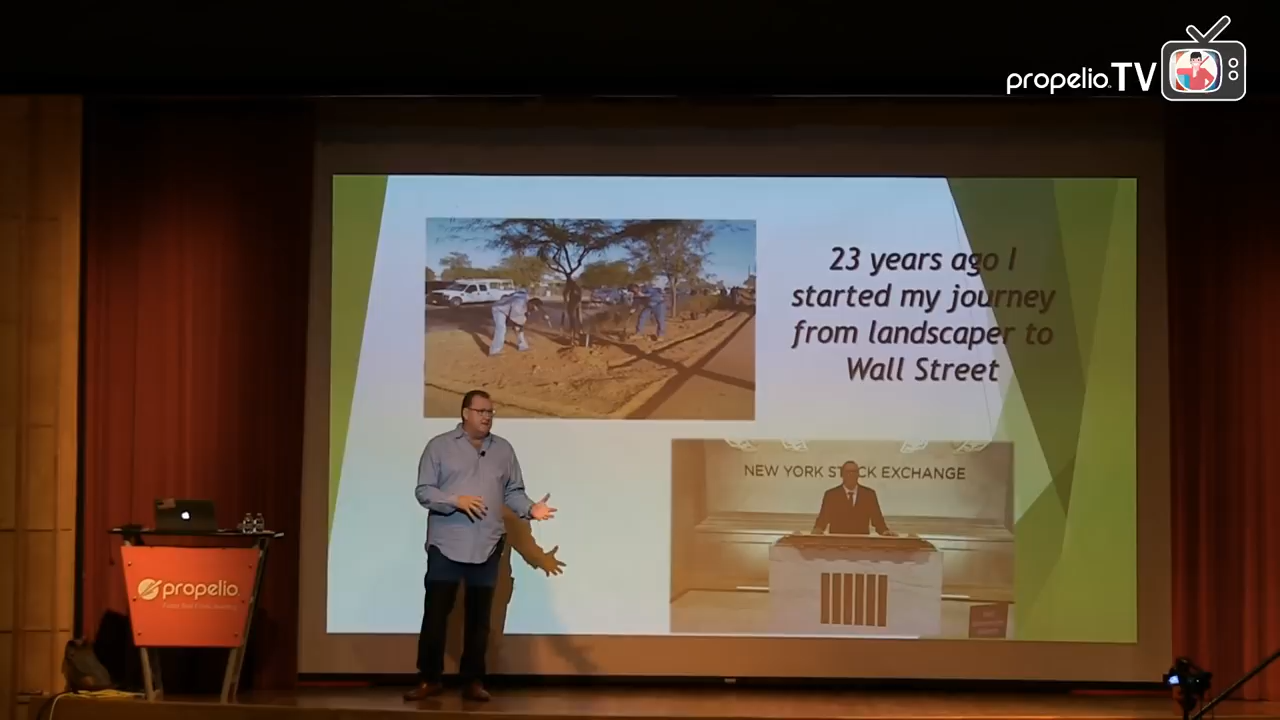 propelio TV
23 years ago I
started my journey
from landscaper to
Wall Street
NEW YORK STOCK EXCHANGE
propelio